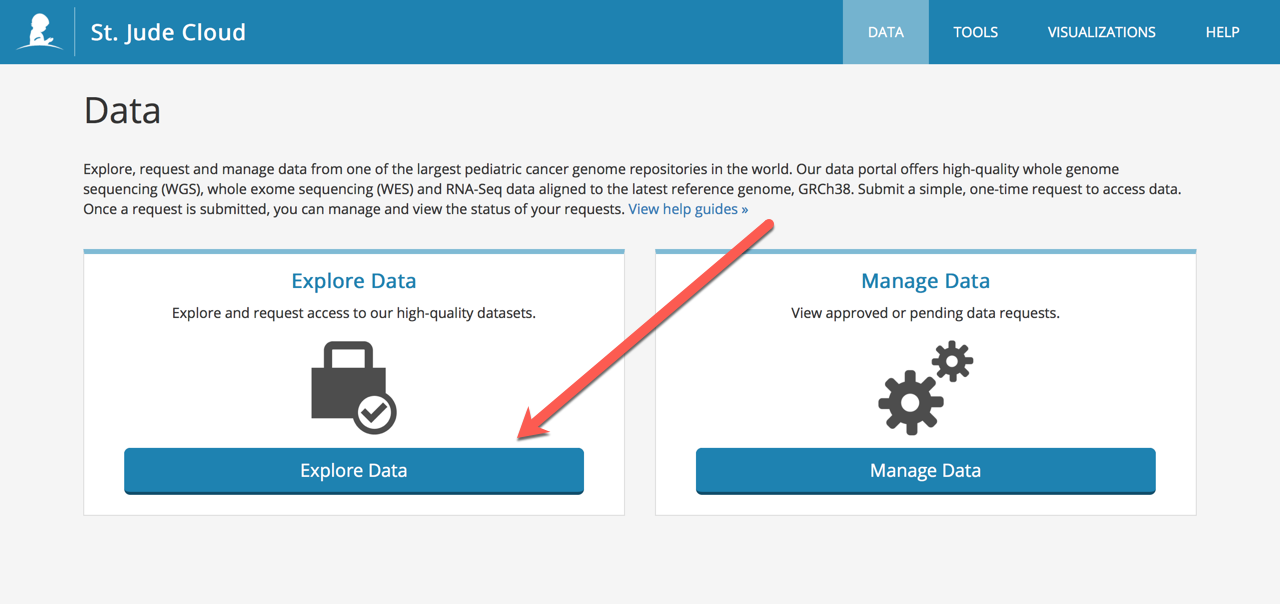 St. Jude Cloud
DATA
TOOLS
VISUALIZATIONS
HELP
Data
Explore, request and manage data from one of the largest pediatric cancer genome repositories in the world. Our data portal offers high-quality whole genome
sequencing (WGS), whole exome sequencing (WES) and RNA-Seq data aligned to the latest reference genome, GRCh38. Submit a simple, one-time request to access data.
Once a request is submitted, you can manage and view the status of your requests. View help guides »
Explore Data
Explore and request access to our high-quality datasets.
Explore Data
Manage Data
View approved or pending data requests.
Manage Data